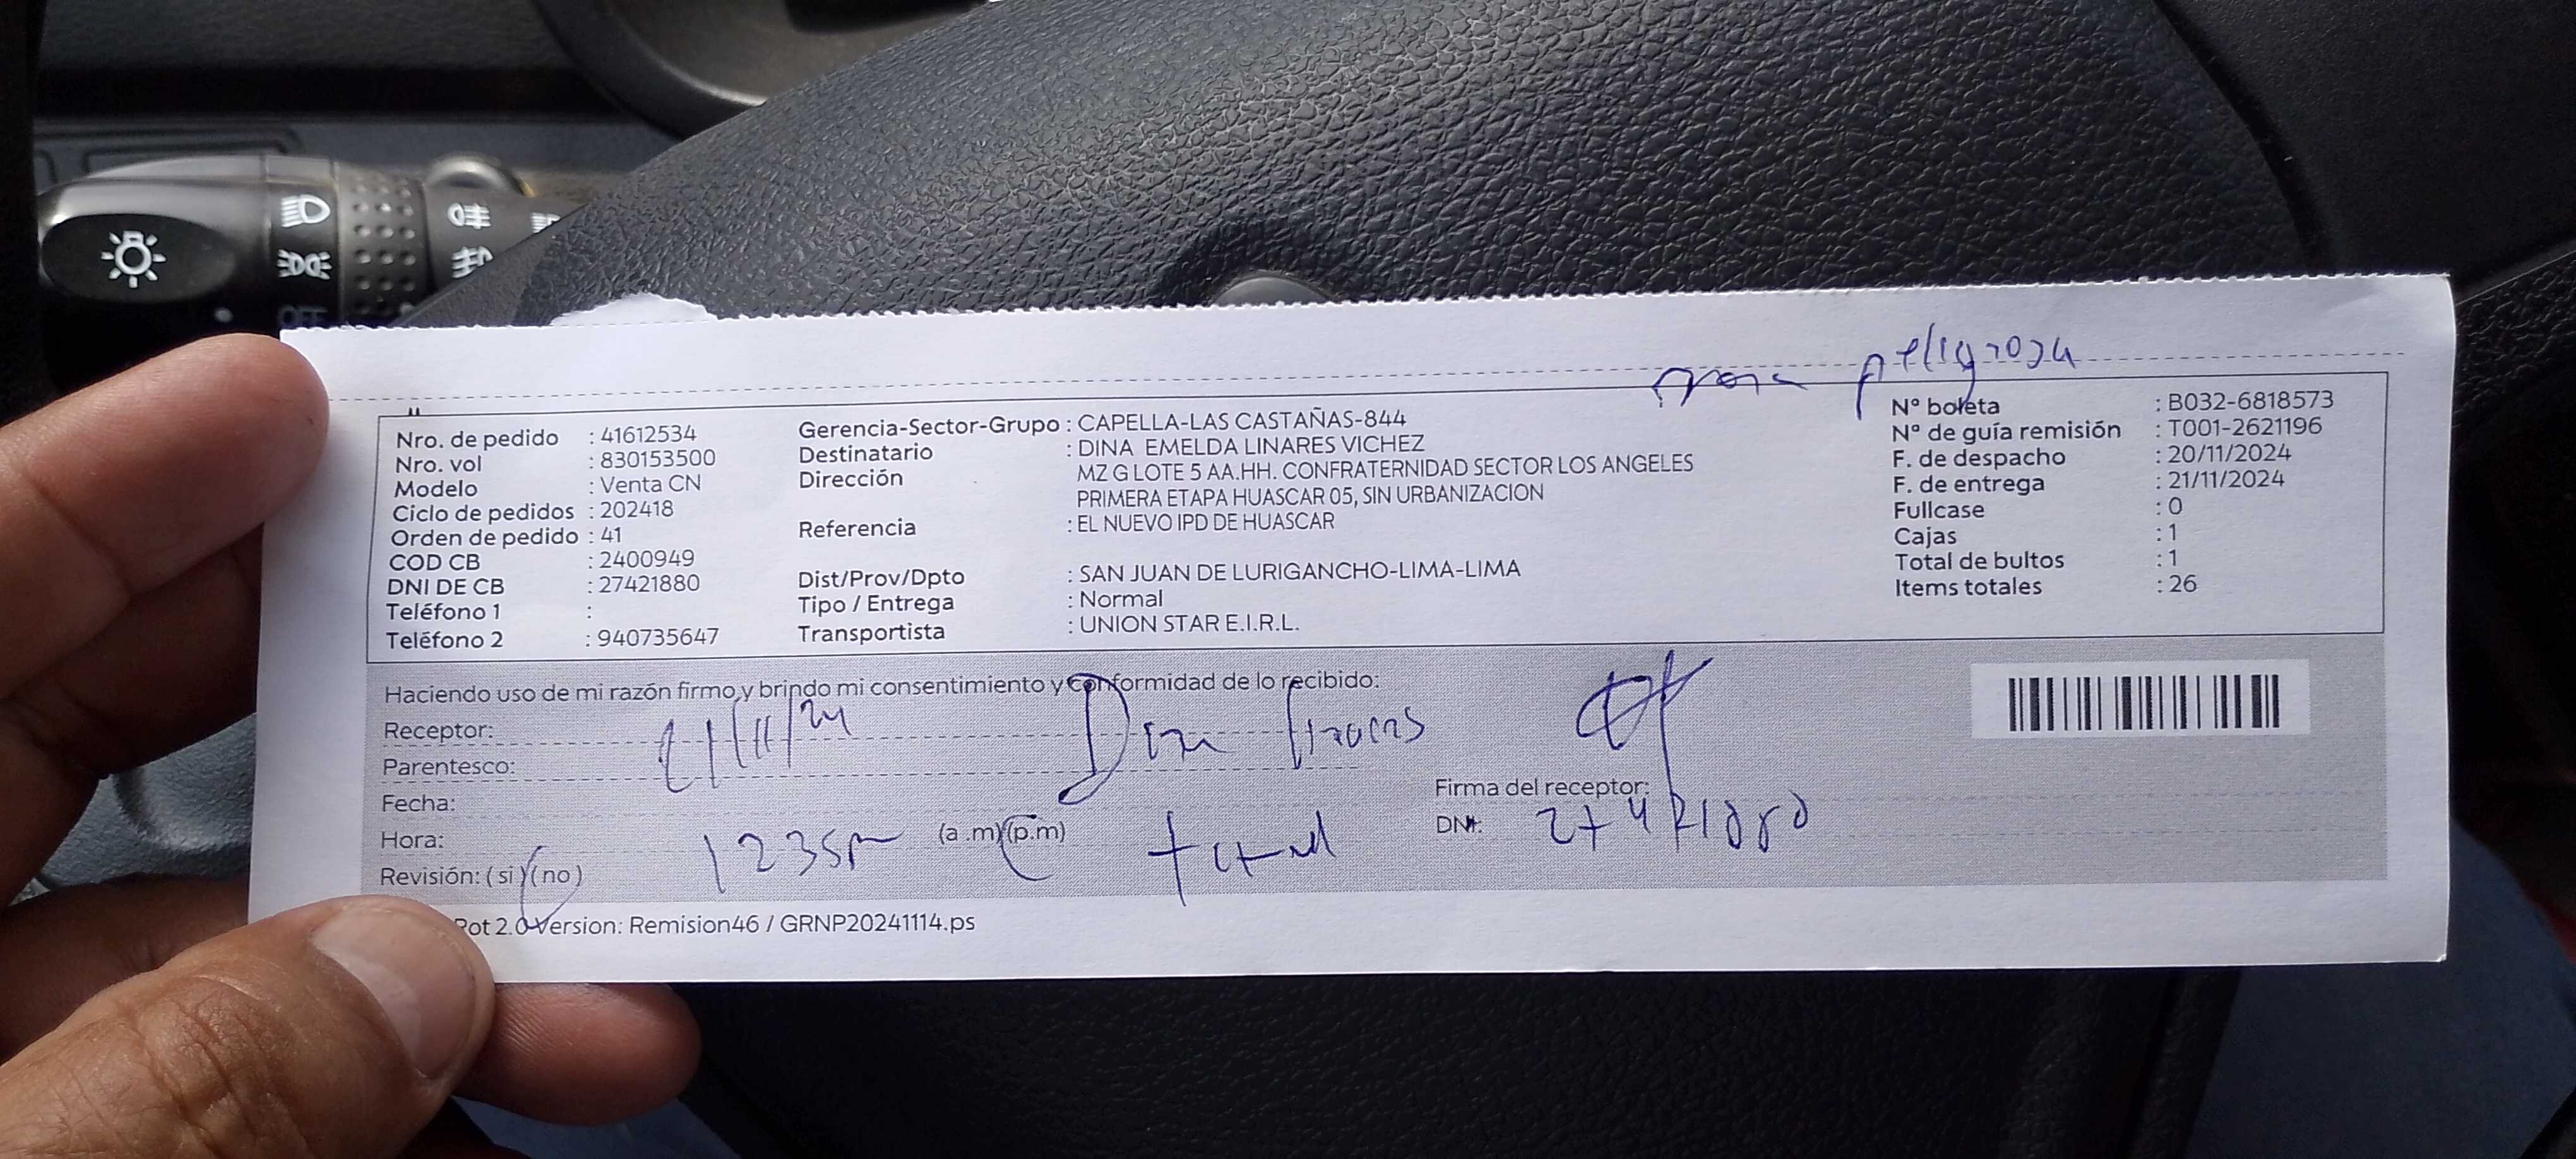 OFF
peligrosa
Nro. de pedido : 41612534
Nro. vol : 830153500
Modelo : Venta CN
Ciclo de pedidos : 202418
Orden de pedido : 41
COD CB : 2400949
DNI DE CB : 27421880
Teléfono 1 :
Teléfono 2 : 940735647
Gerencia-Sector-Grupo : CAPELLA-LAS CASTAÑAS-844
Destinatario : DINA EMELDA LINARES VICHEZ
Dirección MZ G LOTE 5 AA.HH. CONFRATERNIDAD SECTOR LOS ANGELES
PRIMERA ETAPA HUASCAR 05, SIN URBANIZACION
Referencia : EL NUEVO IPD DE HUASCAR
Dist/Prov/Dpto : SAN JUAN DE LURIGANCHO-LIMA-LIMA
Tipo / Entrega : Normal
Transportista : UNION STAR E.I.R.L.
N° boleta : B032-6818573
N° de guía remisión : T001-2621196
F. de despacho : 20/11/2024
F. de entrega : 21/11/2024
Fullcase : 0
Cajas : 1
Total de bultos : 1
Items totales : 26
Haciendo uso de mi razón firmo y brindo mi consentimiento y conformidad de lo recibido:
Receptor:
Parentesco:
Fecha:
Hora: 1235 (a.m)(p.m)
Revisión: (si)(no)
Firma del receptor:
DNI:
Pot 2.0 Version: Remision46 / GRNP20241114.ps